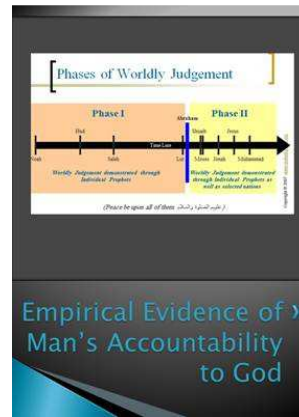 Phases of Worldly Judgement
Phase I
Phase II
Abraham
Hud
Shuaib
Jesus
Time Line
Noah
Saleh
Lot
Moses
Jonah
Muhammad
Worldly Judgement demonstrated through
Individual Prophets
Worldly Judgement demonstrated
through Individual Prophets as
well as selected nations
(Peace be upon all of them
Copyright © 2007
Empirical Evidence of
Man's Accountability
to God